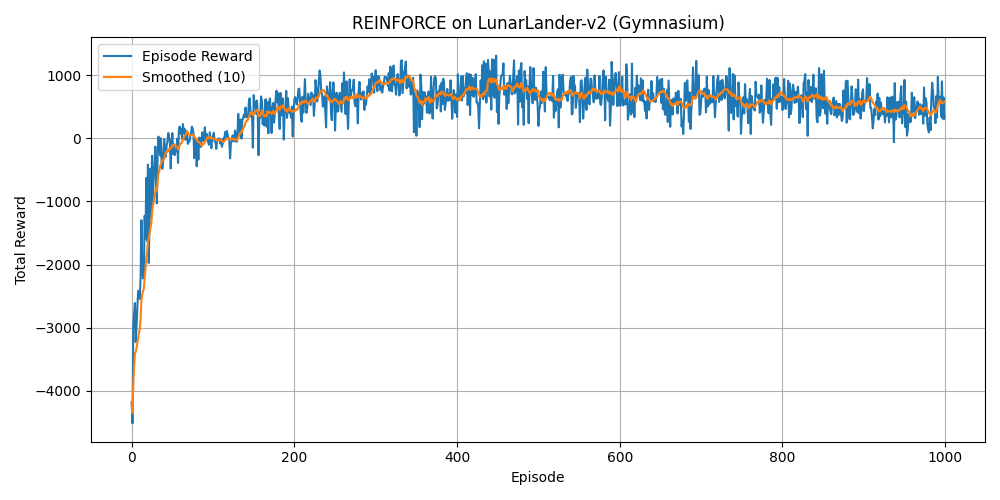 REINFORCE on LunarLander-v2 (Gymnasium)
Episode Reward
Smoothed (10)
1000
0
−1000
−2000
−3000
−4000
Total Reward
0 200 400 600 800 1000
Episode